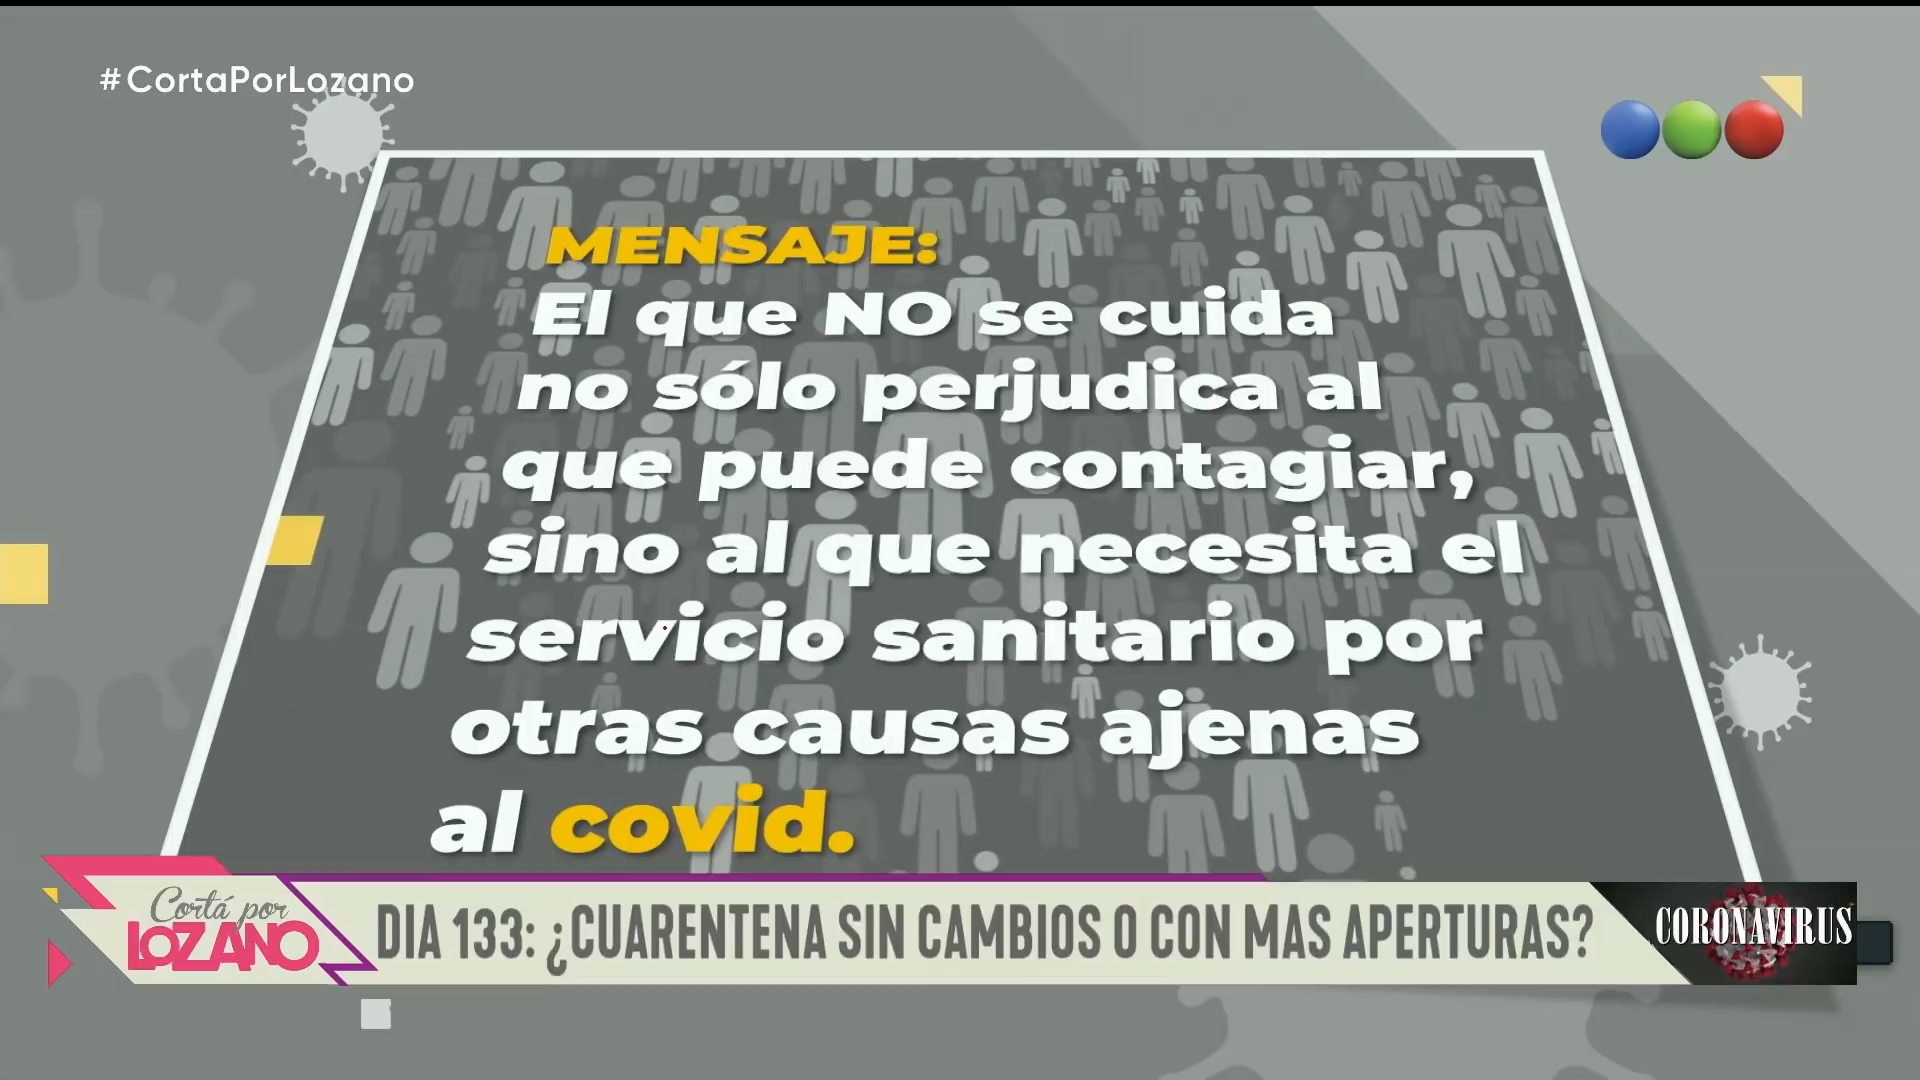 #CortaPorLozano
MENSAJE:
El que NO se cuida
no sólo perjudica al
que puede contagiar,
sino al que necesita el
servicio sanitario por
otras causas ajenas
al covid.
Cortá por
LOZANO
DIA 133: ¿CUARENTENA SIN CAMBIOS O CON MAS APERTURAS?
CORONAVIRUS